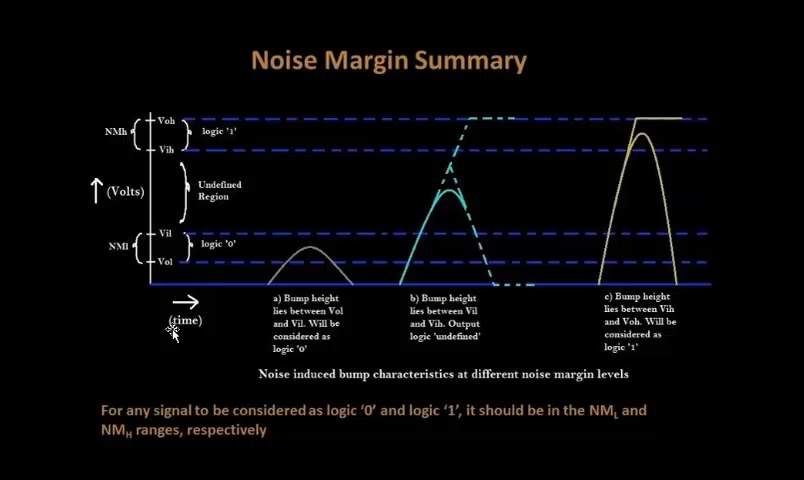 Noise Margin Summary
Voh
NMh
logic '1'
Vih
Undefined
Region
(Volts)
Vil
NMl
logic '0'
Vol
(time)
a) Bump height
lies between Vol
and Vil. Will be
considered as
logic '0'
b) Bump height
lies between Vil
and Vih. Output
logic 'undefined'
c) Bump height
lies between Vih
and Voh. Will be
considered as
logic '1'
Noise induced bump characteristics at different noise margin levels
For any signal to be considered as logic '0' and logic '1', it should be in the NML and
NMH ranges, respectively